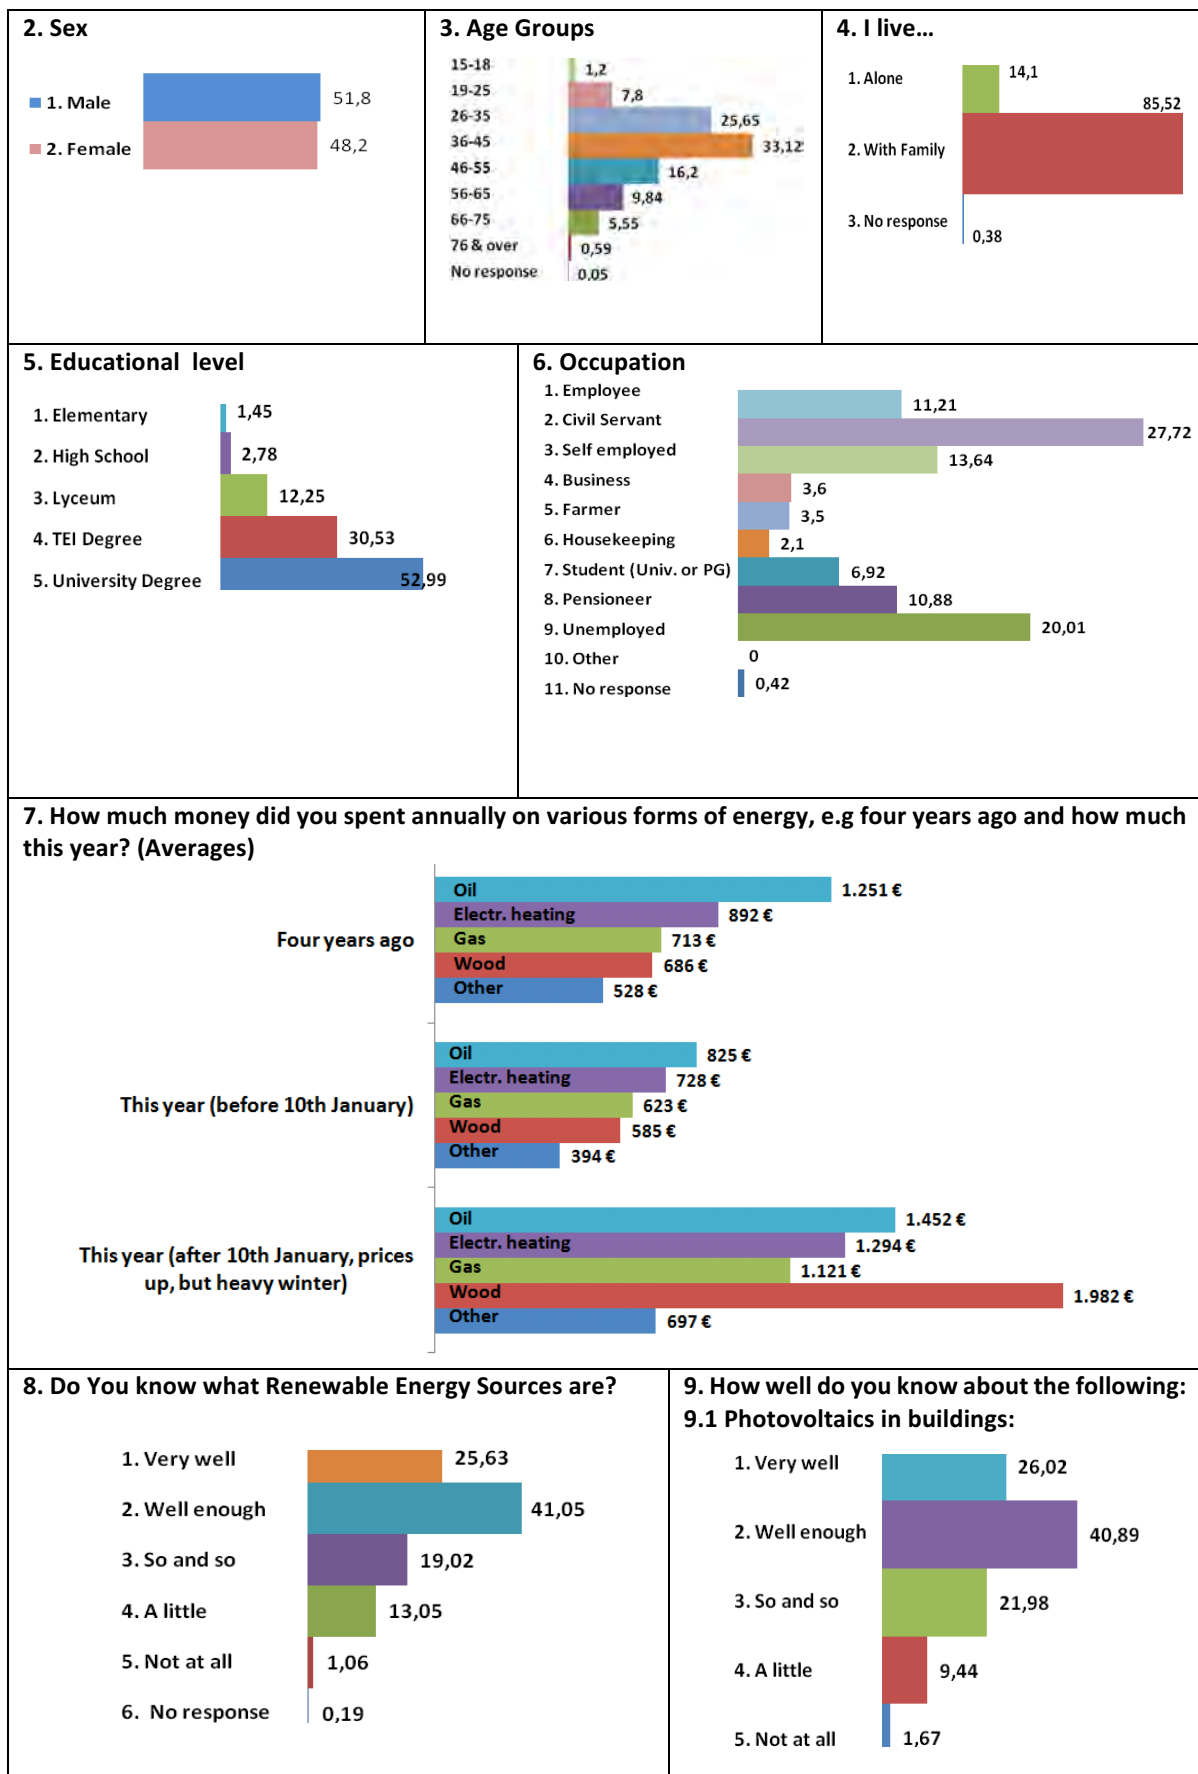 2. Sex
1. Male
51,8
2. Female
48,2
3. Age Groups
15-18
1,2
19-25
7,8
26-35
25,65
36-45
33,12
46-55
16,2
56-65
9,84
66-75
5,55
76 & over
0,59
No response
0,05
4. I live...
1. Alone
14,1
85,52
2. With Family
3. No response
0,38
5. Educational level
1. Elementary
1,45
2. High School
2,78
3. Lyceum
12,25
4. TEI Degree
30,53
5. University Degree
52,99
6. Occupation
1. Employee
11,21
2. Civil Servant
27,72
3. Self employed
13,64
4. Business
3,6
5. Farmer
3,5
6. Housekeeping
2,1
7. Student (Univ. or PG)
6,92
8. Pensioneer
10,88
9. Unemployed
20,01
10. Other
0
11. No response
0,42
7. How much money did you spent annually on various forms of energy, e.g four years ago and how much
this year? (Averages)
Four years ago
Oil
1.251 €
Electr. heating
892 €
Gas
713 €
Wood
686 €
Other
528 €
This year (before 10th January)
Oil
825 €
Electr. heating
728 €
Gas
623 €
Wood
585 €
Other
394 €
This year (after 10th January, prices
up, but heavy winter)
Oil
1.452 €
Electr. heating
1.294 €
Gas
1.121 €
Wood
1.982 €
Other
697 €
8. Do You know what Renewable Energy Sources are?
1. Very well
25,63
2. Well enough
41,05
3. So and so
19,02
4. A little
13,05
5. Not at all
1,06
6. No response
0,19
9. How well do you know about the following:
9.1 Photovoltaics in buildings:
1. Very well
26,02
2. Well enough
40,89
3. So and so
21,98
4. A little
9,44
5. Not at all
1,67